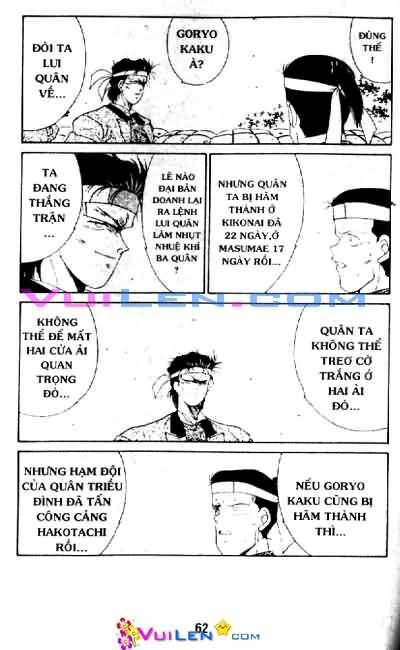 ĐÒI TA
LUI
QUÂN
VỀ...
GORYO
KAKU
À?
ĐÚNG
THẾ
!
TA
ĐANG
THẮNG
TRẬN...
LẼ NÀO
ĐẠI BẢN
DOANH LẠI
RA LỆNH
LUI QUÂN
LÀM NHỤT
NHUỆ KHÍ
BA QUÂN
?
NHƯNG QUÂN
TA BỊ HÃM
THÀNH Ở
KIKONAI ĐÃ
22 NGÀY,Ở
MASUMAE 17
NGÀY RỒI...
VUILEN.COM
KHÔNG
THỂ ĐỂ MẤT
HAI CỬA ẢI
QUAN
TRỌNG
ĐÓ...
QUÂN TA
KHÔNG THỂ
TREO CỜ
TRẮNG Ở
HAI ẢI
ĐÓ...
NHƯNG HẠM ĐỘI
CỦA QUÂN TRIỀU
ĐÌNH ĐÃ TẤN
CÔNG CẢNG
HAKOTACHI
RỒI...
NẾU GORYO
KAKU CŨNG BỊ
HÃM THÀNH
THÌ...
62
VUILEN.COM